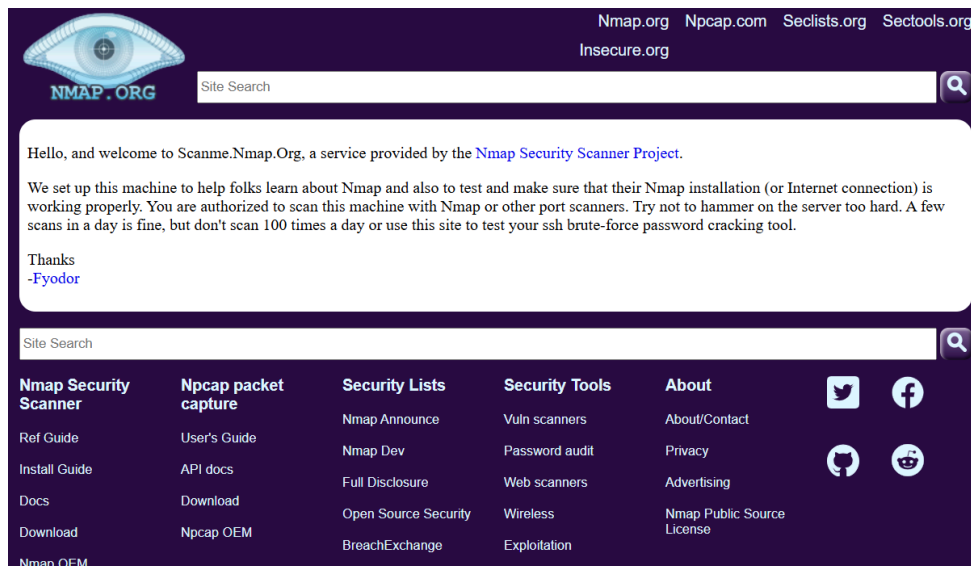 Nmap.org Npcap.com Seclists.org Sectools.org
Insecure.org
NMAP.ORG
Site Search
Hello, and welcome to Scanme.Nmap.Org, a service provided by the Nmap Security Scanner Project.
We set up this machine to help folks learn about Nmap and also to test and make sure that their Nmap installation (or Internet connection) is
working properly. You are authorized to scan this machine with Nmap or other port scanners. Try not to hammer on the server too hard. A few
scans in a day is fine, but don't scan 100 times a day or use this site to test your ssh brute-force password cracking tool.
Thanks
-Fyodor
Site Search
Nmap Security
Scanner
Ref Guide
Install Guide
Docs
Download
Nmap OEM
Npcap packet
capture
User's Guide
API docs
Download
Npcap OEM
Security Lists
Nmap Announce
Nmap Dev
Full Disclosure
Open Source Security
BreachExchange
Security Tools
Vuln scanners
Password audit
Web scanners
Wireless
Exploitation
About
About/Contact
Privacy
Advertising
Nmap Public Source
License